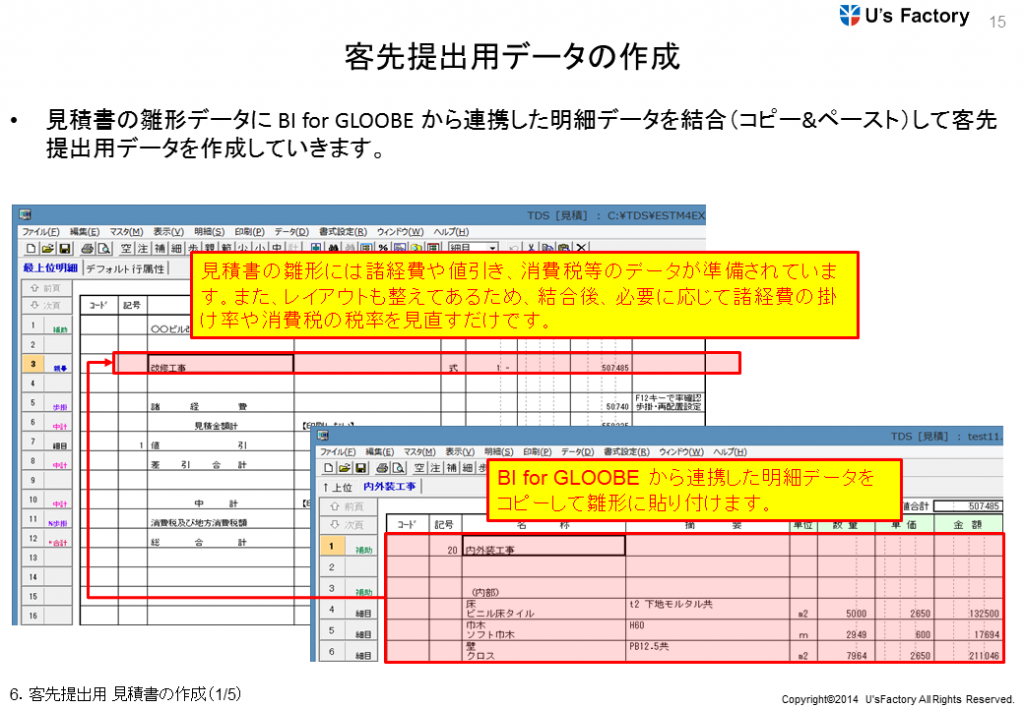 U's Factory
15
客先提出用データの作成
• 見積書の雛形データに BI for GLOOBE から連携した明細データを結合（コピー&ペースト）して客先
提出用データを作成していきます。
TDS [見積] : C:¥TDS¥ESTM4EX
ファイル(F) 編集(E) マスタ(M) 表示(V) 明細(S) 印刷(P) データ(D) 書式設定(R) ウィンドウ(W) ヘルプ(H)
空 注 補 細 歩
細目
最上位明細 デフォルト行属性
見積書の雛形には諸経費や値引き、消費税等のデータが準備されていま
す。また、レイアウトも整えてあるため、結合後、必要に応じて諸経費の掛
け率や消費税の税率を見直すだけです。
前頁
次頁
コード 記号
1 補助
2
3 改修工事 式 1 - 507485
4
5 歩掛 諸 経 費 50740 F12キーで率確認
歩掛・再配置設定
6 中計 見積金額計
7 細目 1 値 引
8 中計 差 引 合 計
9
10 中計 中 計
11 N歩掛 消費税及び地方消費税額
12 *合計 総 合 計
13
14
15
16
TDS [見積] : test11.
ファイル(F) 編集(E) マスタ(M) 表示(V) 明細(S) 印刷(P) データ(D) 書式設定(R) ウィンドウ(W) ヘルプ(H)
空 注 補 細
↑上位 内外装工事
BI for GLOOBE から連携した明細データを
コピーして雛形に貼り付けます。
前頁
次頁
507485
コード 記号 名 称 摘 要 単位 数 量 単 価 金 額
1 補助 20 内外装工事
2
3 補助 （内部）
4 細目 床
ビニル床タイル t2 下地モルタル共 m2 5000 2650 132500
5 細目 巾木
ソフト巾木 H60 m 2949 600 17694
6 細目 壁
クロス PB12.5共 m2 7964 2650 211046
6. 客先提出用 見積書の作成（1/5）
Copyright©2014 U'sFactory All Rights Reserved.